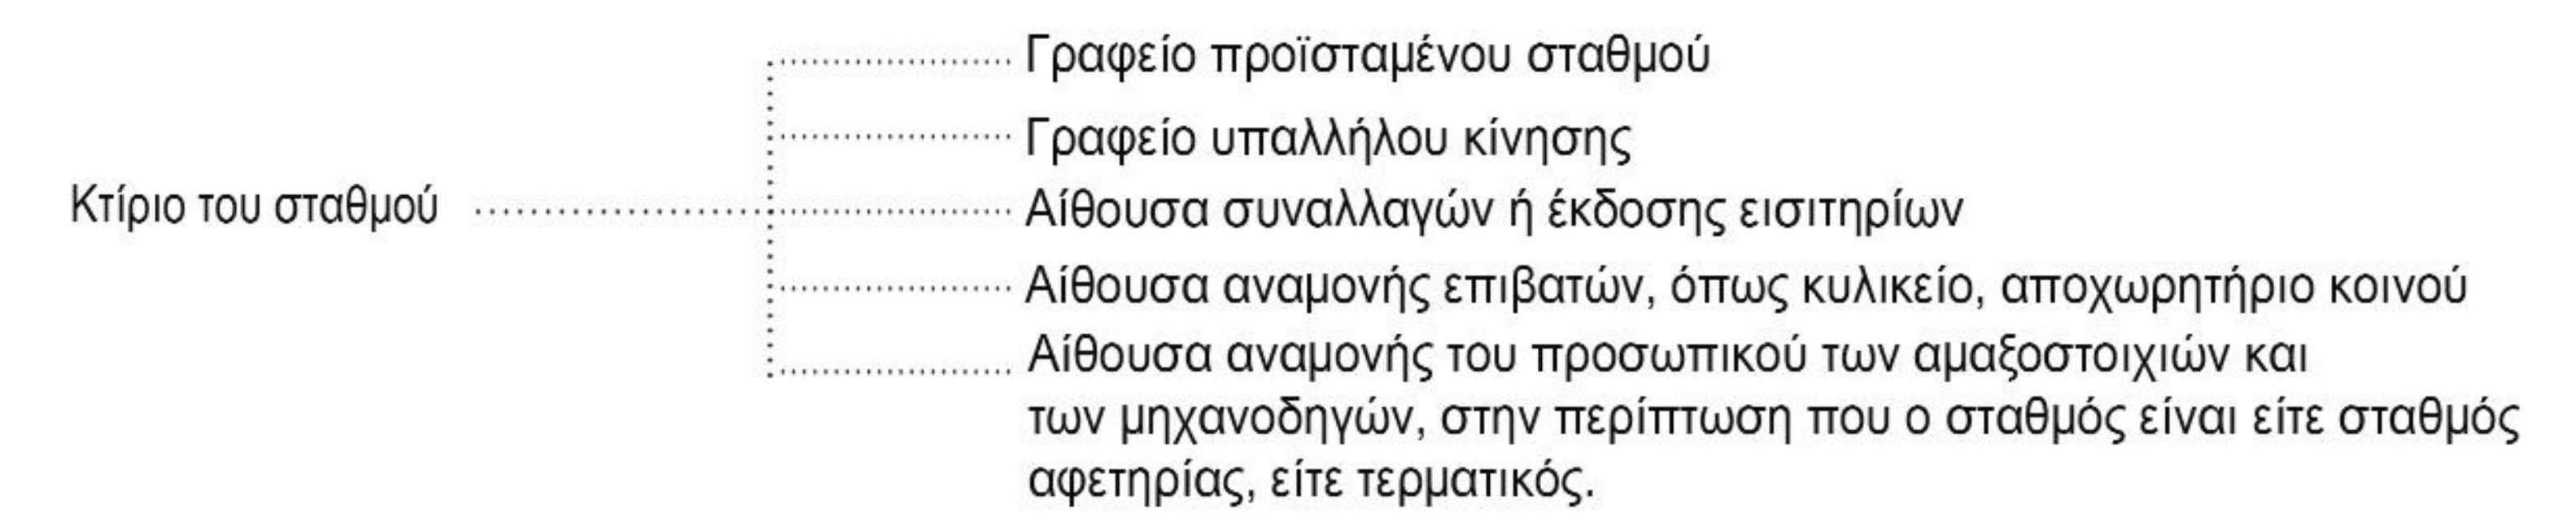 Γραφείο προϊσταμένου σταθμού
Γραφείο υπαλλήλου κίνησης
Κτίριο του σταθμού
Αίθουσα συναλλαγών ή έκδοσης εισιτηρίων
Αίθουσα αναμονής επιβατών, όπως κυλικείο, αποχωρητήριο κοινού
Αίθουσα αναμονής του προσωπικού των αμαξοστοιχιών και
των μηχανοδηγών, στην περίπτωση που ο σταθμός είναι είτε σταθμός
αφετηρίας, είτε τερματικός.